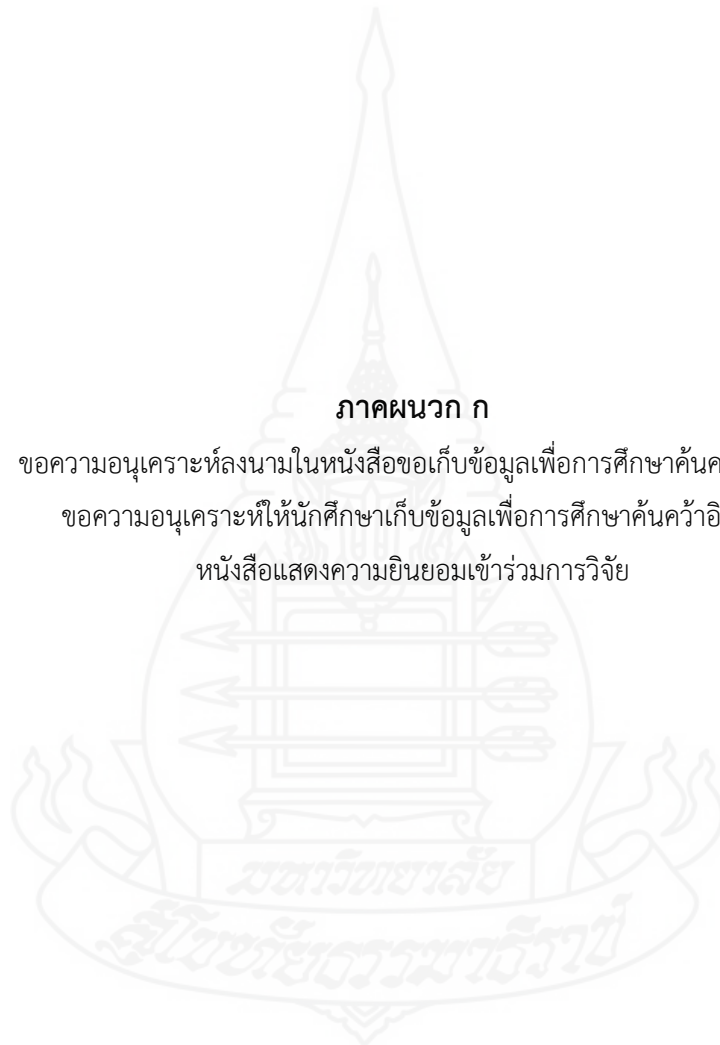 ภาคผนวก ก
ขอความอนุเคราะห์ลงนามในหนังสือขอเก็บข้อมูลเพื่อการศึกษาค้นค
ขอความอนุเคราะห์ให้นักศึกษาเก็บข้อมูลเพื่อการศึกษาค้นคว้าอิ
หนังสือแสดงความยินยอมเข้าร่วมการวิจัย
มหาวิทยาลัย
สุโขทัยธรรมาธิราช